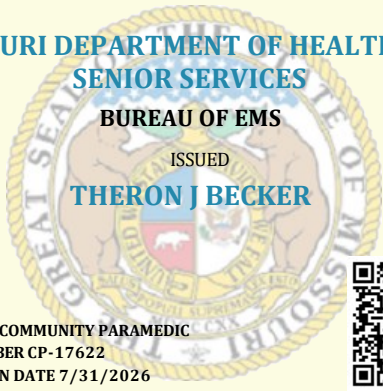 URI DEPARTMENT OF HEALTH
SENIOR SERVICES
BUREAU OF EMS
ISSUED
THERON J BECKER
COMMUNITY PARAMEDIC
BER CP-17622
N DATE 7/31/2026